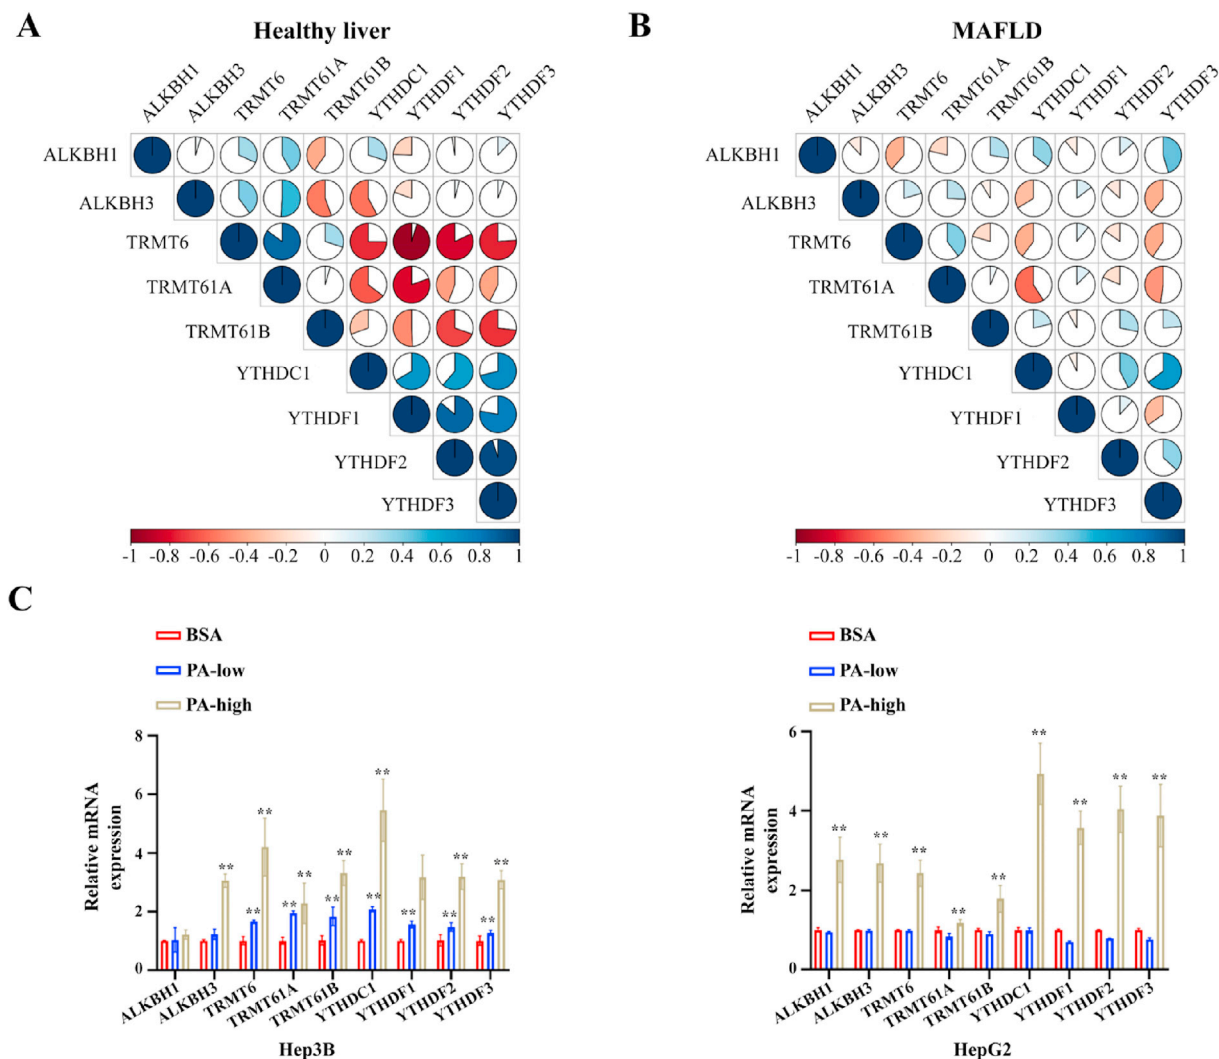 A
Healthy liver
ALKBH1
ALKBH3
TRMT6
TRMT61A
TRMT61B
YTHDC1
YTHDF1
YTHDF2
YTHDF3
ALKBH1
ALKBH3
TRMT6
TRMT61A
TRMT61B
YTHDC1
YTHDF1
YTHDF2
YTHDF3
-1 -0.8 -0.6 -0.4 -0.2 0 0.2 0.4 0.6 0.8 1
B
MAFLD
ALKBH1
ALKBH3
TRMT6
TRMT61A
TRMT61B
YTHDC1
YTHDF1
YTHDF2
YTHDF3
ALKBH1
ALKBH3
TRMT6
TRMT61A
TRMT61B
YTHDC1
YTHDF1
YTHDF2
YTHDF3
-1 -0.8 -0.6 -0.4 -0.2 0 0.2 0.4 0.6 0.8 1
C
BSA
PA-low
PA-high
Relative mRNA
expression
8
6
4
2
0
** ** ** ** ** ** ** ** ** ** ** ** ** **
ALKBH1
ALKBH3
TRMT6
TRMT61A
TRMT61B
YTHDC1
YTHDF1
YTHDF2
YTHDF3
Hep3B
BSA
PA-low
PA-high
Relative mRNA
expression
6
4
2
0
** ** ** ** ** ** ** ** **
ALKBH1
ALKBH3
TRMT6
TRMT61A
TRMT61B
YTHDC1
YTHDF1
YTHDF2
YTHDF3
HepG2